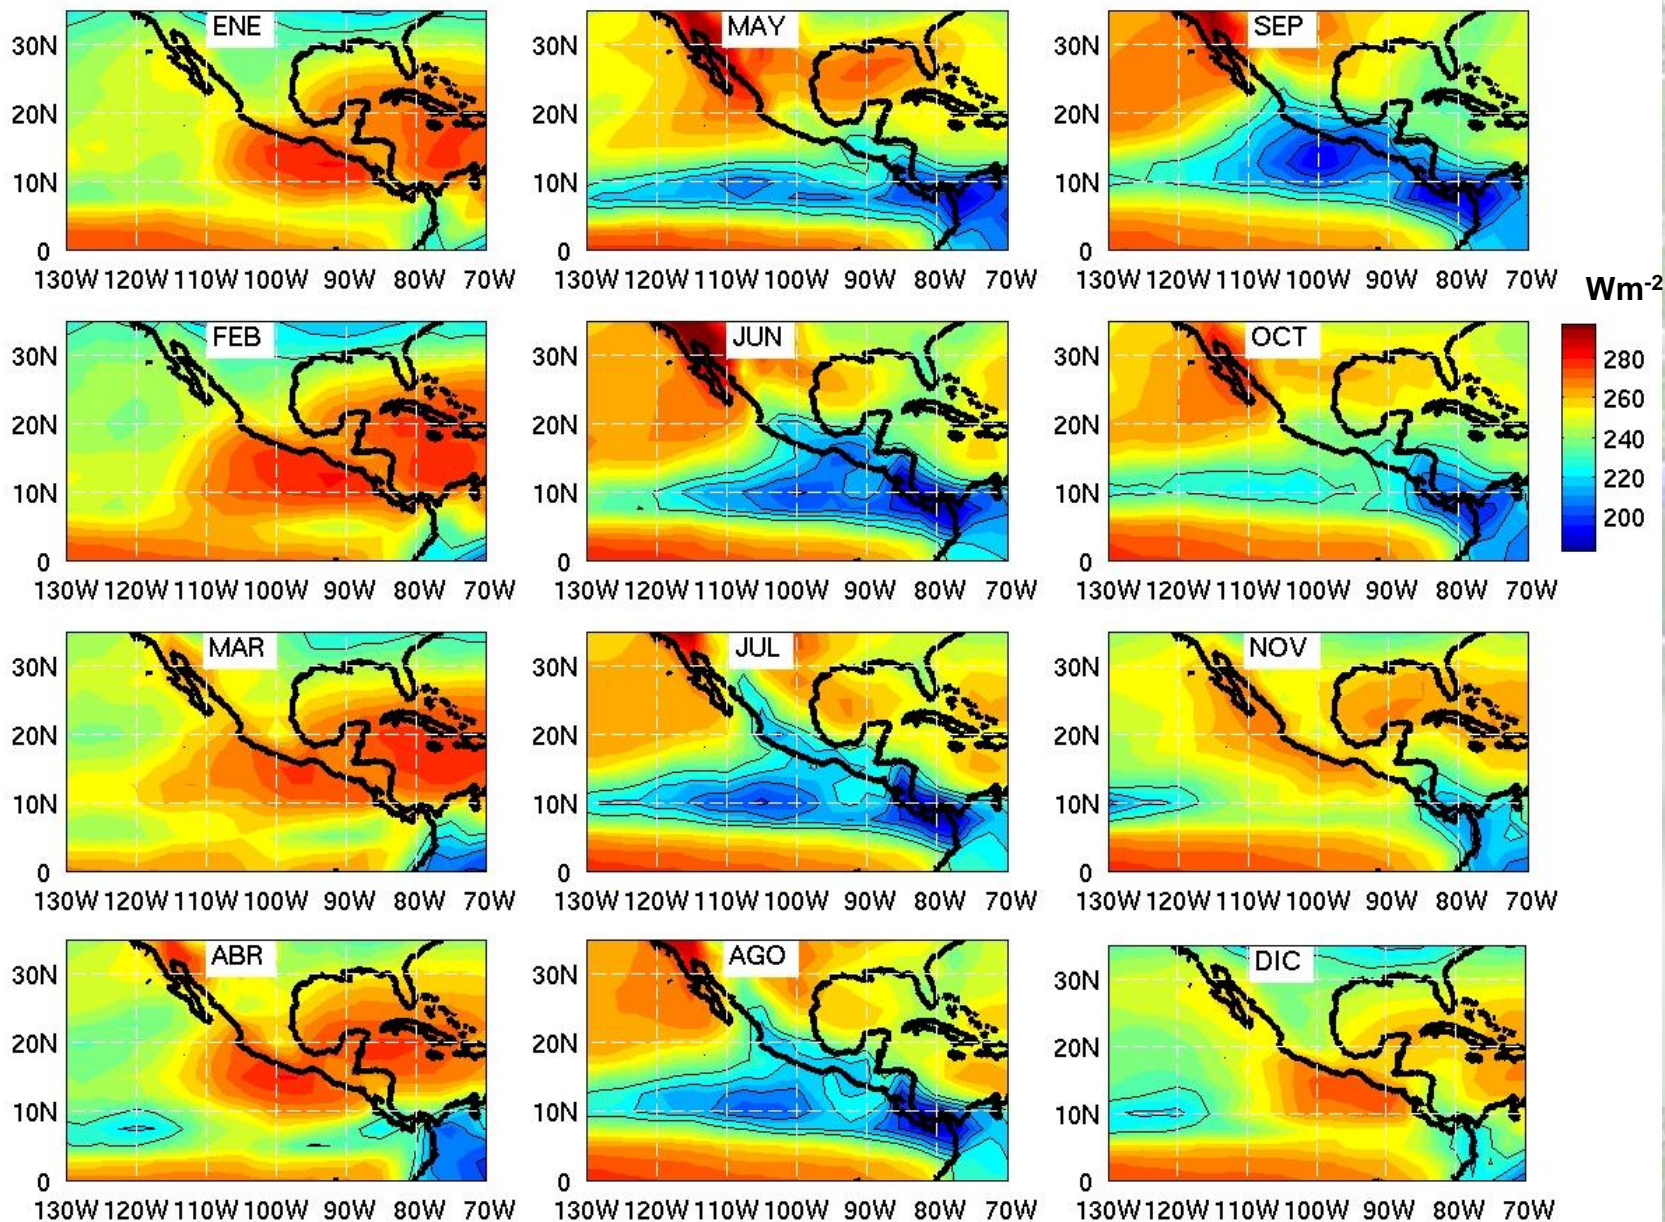 ENE MAY SEP
30N 30N 30N
20N 20N 20N
10N 10N 10N
0 0 0
130W 120W 110W 100W 90W 80W 70W 130W 120W 110W 100W 90W 80W 70W 130W 120W 110W 100W 90W 80W 70W
Wm-2
FEB JUN OCT
30N 30N 30N
20N 20N 20N
10N 10N 10N
0 0 0
130W 120W 110W 100W 90W 80W 70W 130W 120W 110W 100W 90W 80W 70W 130W 120W 110W 100W 90W 80W 70W
280
260
240
220
200
MAR JUL NOV
30N 30N 30N
20N 20N 20N
10N 10N 10N
0 0 0
130W 120W 110W 100W 90W 80W 70W 130W 120W 110W 100W 90W 80W 70W 130W 120W 110W 100W 90W 80W 70W
ABR AGO DIC
30N 30N 30N
20N 20N 20N
10N 10N 10N
0 0 0
130W 120W 110W 100W 90W 80W 70W 130W 120W 110W 100W 90W 80W 70W 130W 120W 110W 100W 90W 80W 70W